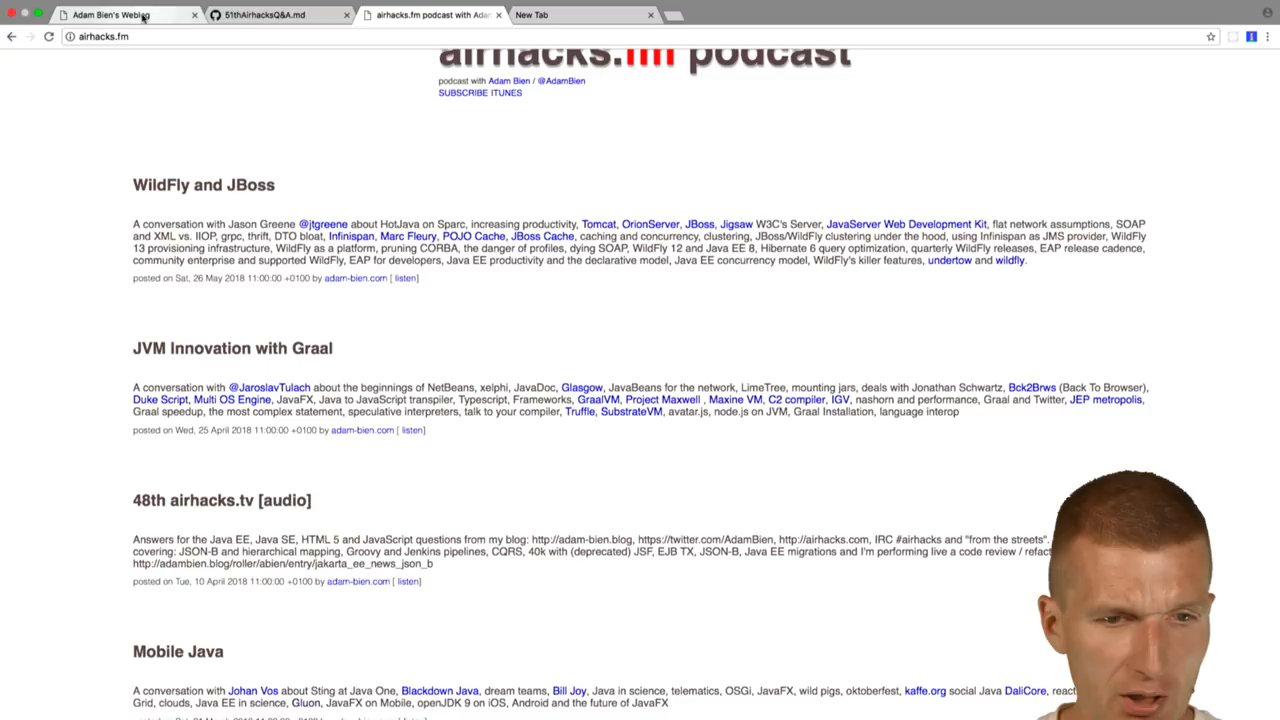 Adam Bien's Weblog
51thAirhacksQ&A.md
airhacks.fm podcast with Ada
New Tab
airhacks.fm
airhacks.fm podcast
podcast with Adam Bien / @AdamBien
SUBSCRIBE ITUNES
WildFly and JBoss
A conversation with Jason Greene @jtgreene about HotJava on Sparc, increasing productivity, Tomcat, OrionServer, JBoss, Jigsaw W3C's Server, JavaServer Web Development Kit, flat network assumptions, SOAP
and XML vs. IIOP, grpc, thrift, DTO bloat, Infinispan, Marc Fleury, POJO Cache, JBoss Cache, caching and concurrency, clustering, JBoss/WildFly clustering under the hood, using Infinispan as JMS provider, WildFly
13 provisioning infrastructure, WildFly as a platform, pruning CORBA, the danger of profiles, dying SOAP, WildFly 12 and Java EE 8, Hibernate 6 query optimization, quarterly WildFly releases, EAP release cadence,
community enterprise and supported WildFly, EAP for developers, Java EE productivity and the declarative model, Java EE concurrency model, WildFly's killer features, undertow and wildfly.
posted on Sat, 26 May 2018 11:00:00 +0100 by adam-bien.com [ listen]
JVM Innovation with Graal
A conversation with @JaroslavTulach about the beginnings of NetBeans, xelphi, JavaDoc, Glasgow, JavaBeans for the network, LimeTree, mounting jars, deals with Jonathan Schwartz, Bck2Brws (Back To Browser),
Duke Script, Multi OS Engine, JavaFX, Java to JavaScript transpiler, Typescript, Frameworks, GraalVM, Project Maxwell , Maxine VM, C2 compiler, IGV, nashorn and performance, Graal and Twitter, JEP metropolis,
Graal speedup, the most complex statement, speculative interpreters, talk to your compiler, Truffle, SubstrateVM, avatar.js, node.js on JVM, Graal Installation, language interop
posted on Wed, 25 April 2018 11:00:00 +0100 by adam-bien.com [ listen]
48th airhacks.tv [audio]
Answers for the Java EE, Java SE, HTML 5 and JavaScript questions from my blog: http://adam-bien.blog, https://twitter.com/AdamBien, http://airhacks.com, IRC #airhacks and "from the streets".
covering: JSON-B and hierarchical mapping, Groovy and Jenkins pipelines, CQRS, 40k with (deprecated) JSF, EJB TX, JSON-B, Java EE migrations and I'm performing live a code review / refact
http://adambien.blog/roller/abien/entry/jakarta_ee_news_json_b
posted on Tue, 10 April 2018 11:00:00 +0100 by adam-bien.com [ listen]
Mobile Java
A conversation with Johan Vos about Sting at Java One, Blackdown Java, dream teams, Bill Joy, Java in science, telematics, OSGi, JavaFX, wild pigs, oktoberfest, kaffe.org social Java DaliCore, react
Grid, clouds, Java EE in science, Gluon, JavaFX on Mobile, openJDK 9 on iOS, Android and the future of JavaFX